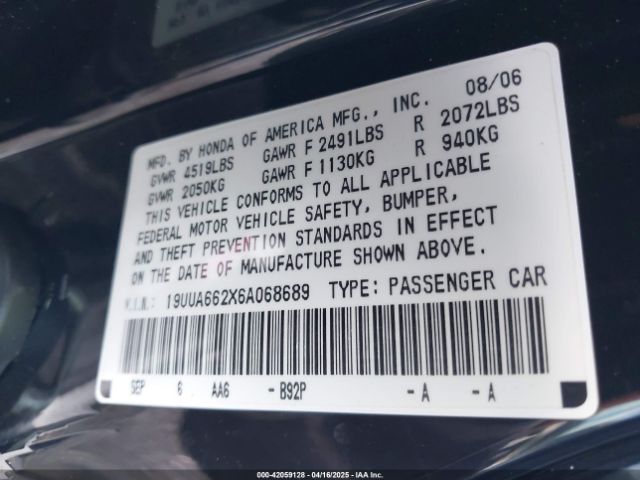 MFD. BY HONDA OF AMERICA MFG., INC. 08/06
GVWR 4519LBS GAWR F 2491LBS R 2072LBS
GVWR 2050KG GAWR F 1130KG R 940KG
THIS VEHICLE CONFORMS TO ALL APPLICABLE
FEDERAL MOTOR VEHICLE SAFETY, BUMPER,
AND THEFT PREVENTION STANDARDS IN EFFECT
ON THE DATE OF MANUFACTURE SHOWN ABOVE.
V.I.N.: 19UUA662X6A068689 TYPE: PASSENGER CAR
SEP 6 AA6 -B92P -A -A
000-42059128 - 04/16/2025 - IAA Inc.